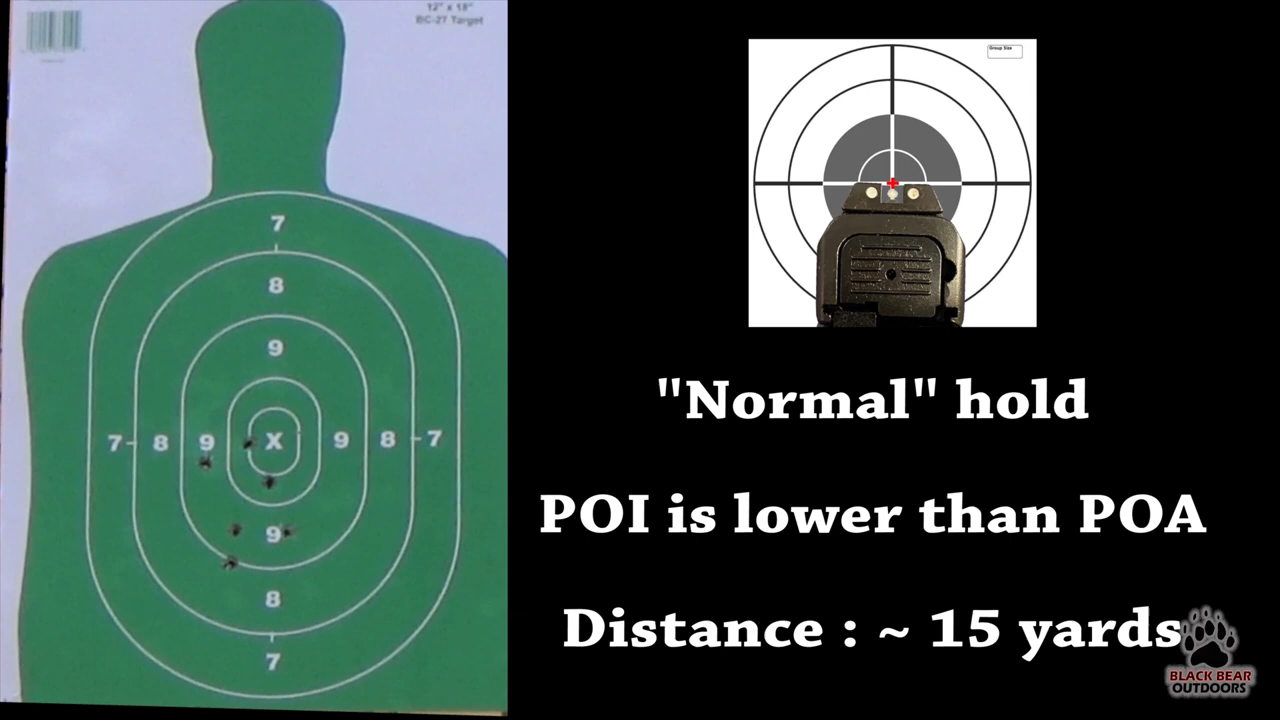 12" x 18"
BC-27 Target
7
8
9
7 8 9 X 9 8 7
9
8
7
Group Size
"Normal" hold
POI is lower than POA
Distance : ~ 15 yards
BLACK BEAR
OUTDOORS